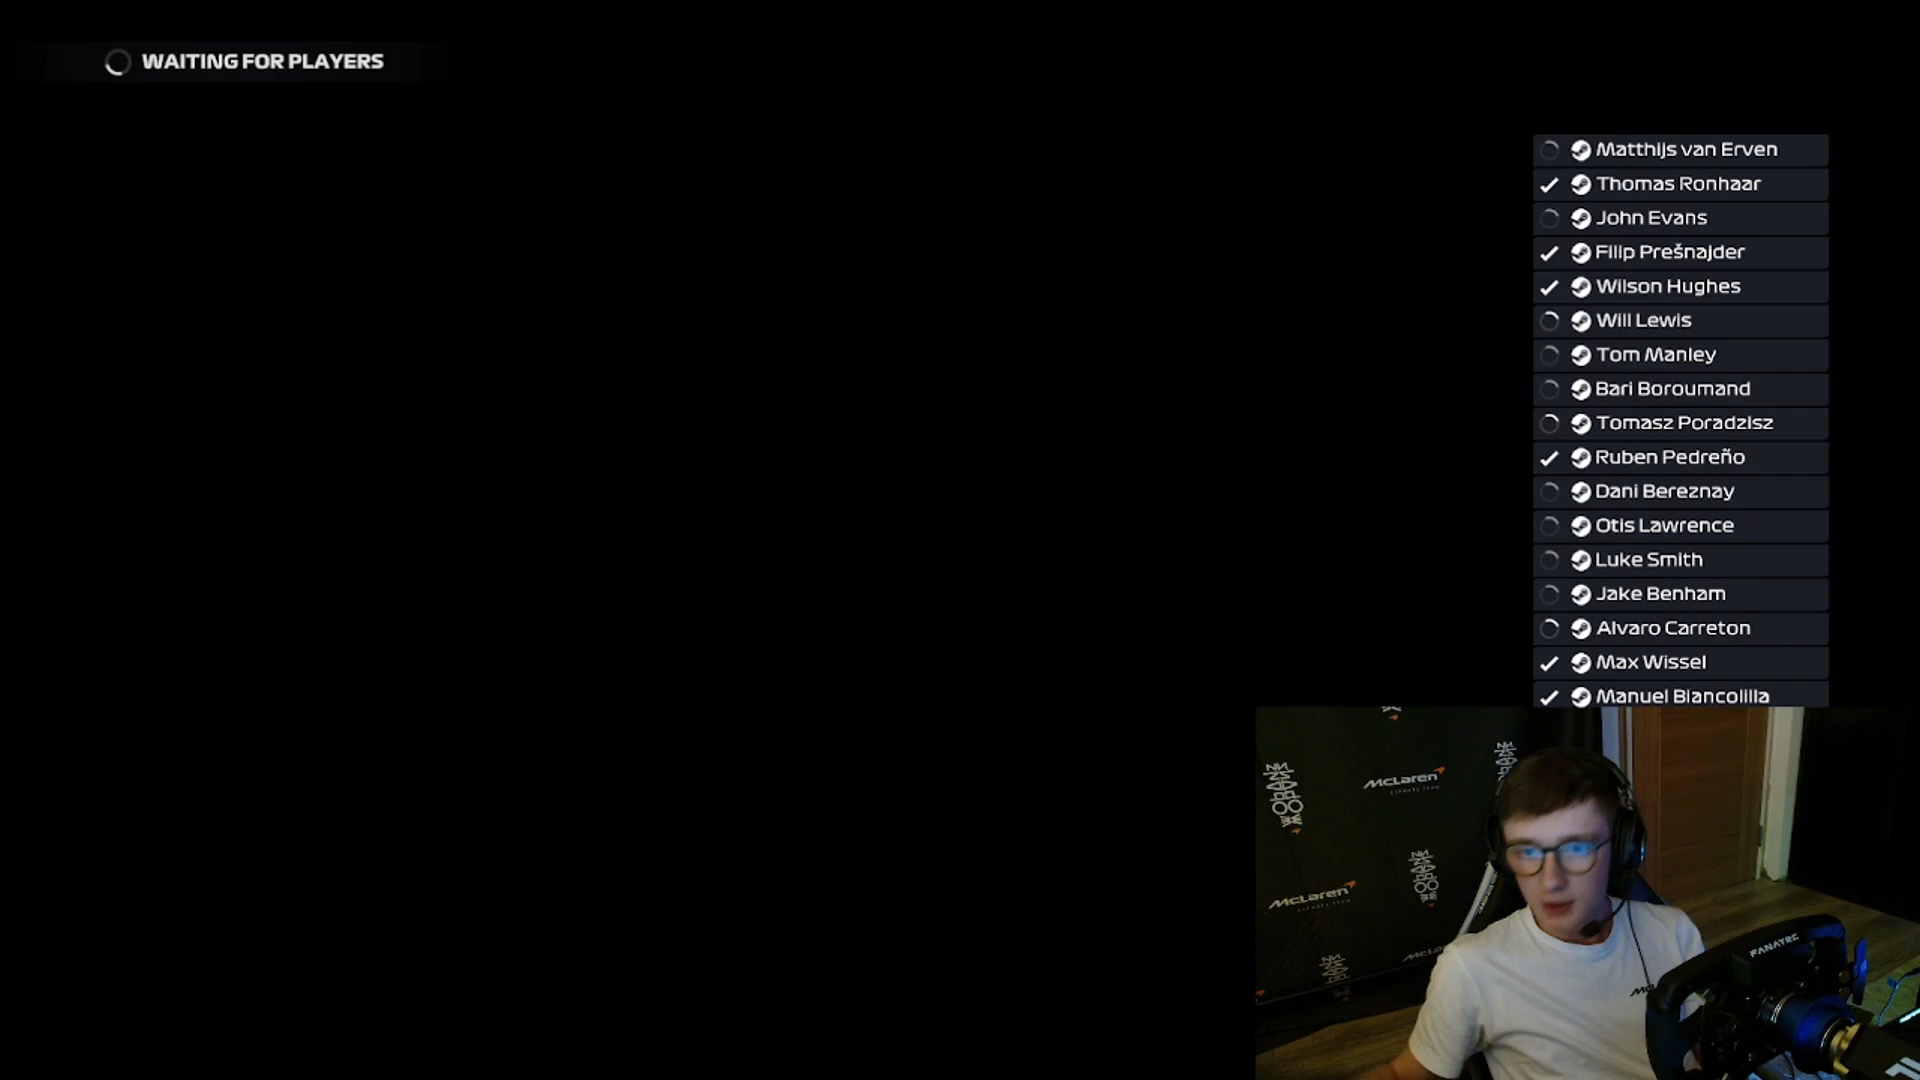 WAITING FOR PLAYERS
Matthijs van Erven
Thomas Ronhaar
John Evans
Filip Prešnajder
Wilson Hughes
Will Lewis
Tom Manley
Bari Boroumand
Tomasz Poradzisz
Ruben Pedreño
Dani Bereznay
Otis Lawrence
Luke Smith
Jake Benham
Alvaro Carreton
Max Wissel
Manuel Biancolilla
McLaren
McLaren
FANATEC